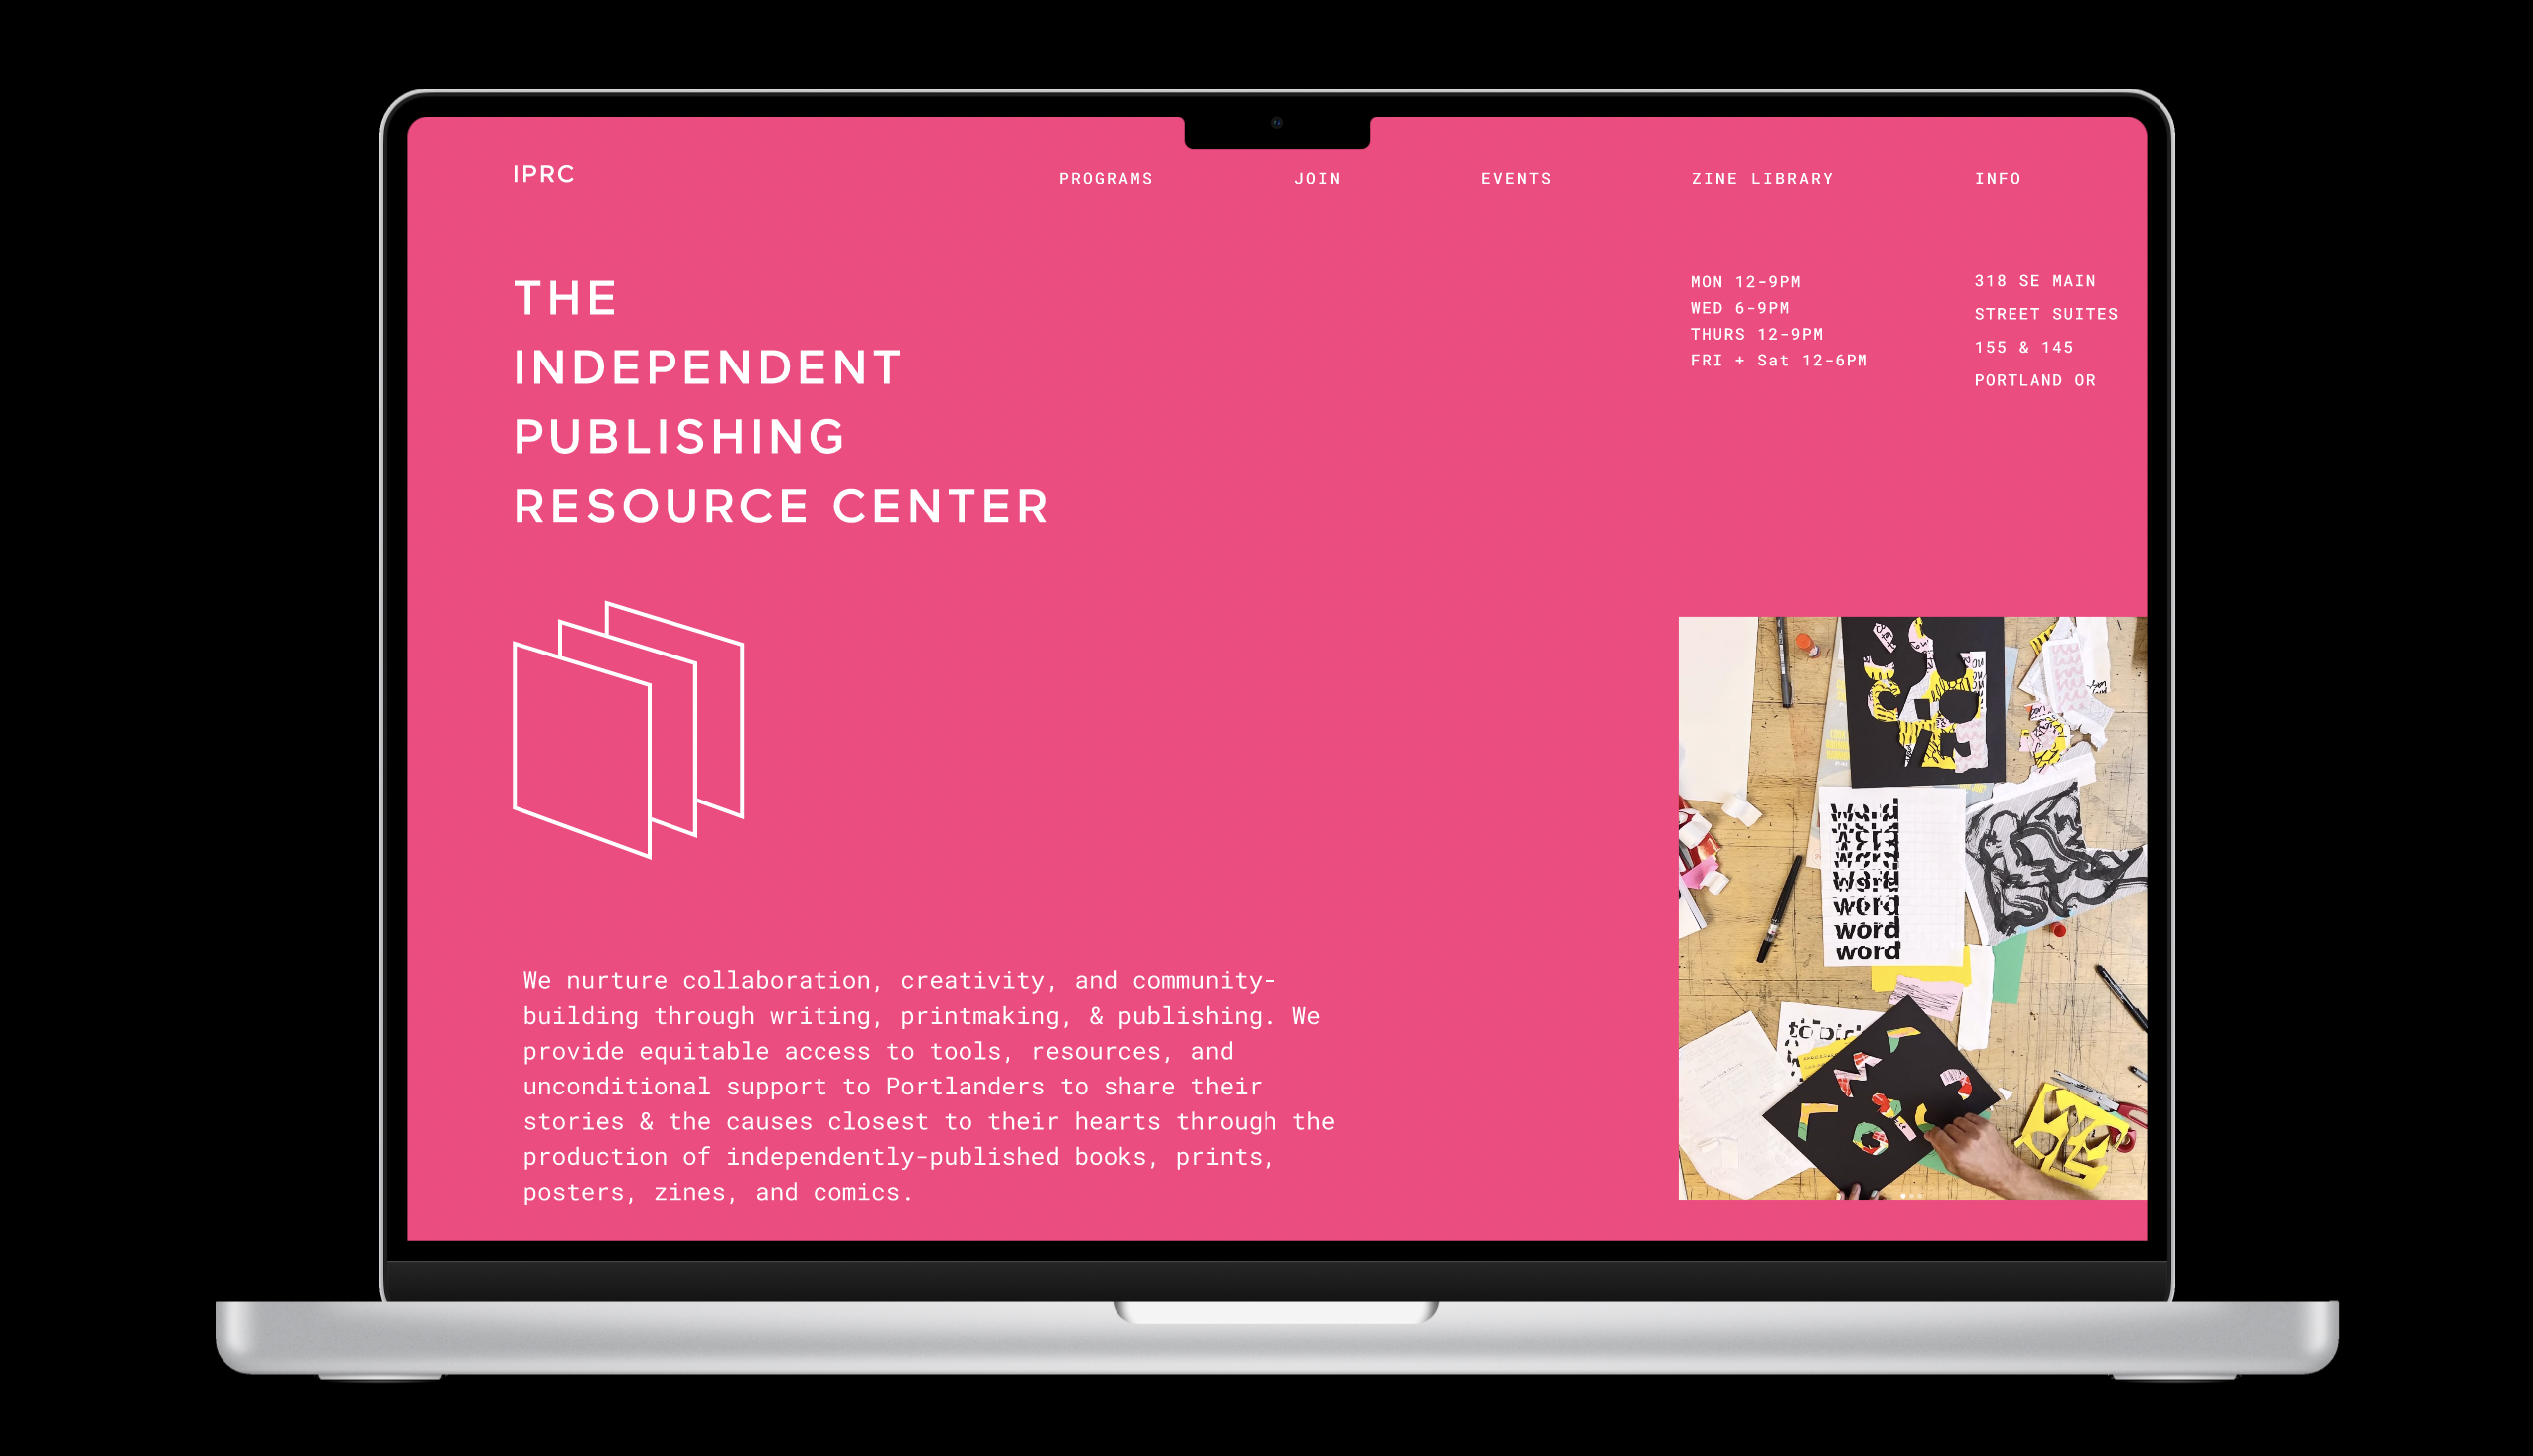 IPRC
PROGRAMS
JOIN
EVENTS
ZINE LIBRARY
INFO
THE
INDEPENDENT
PUBLISHING
RESOURCE CENTER
MON 12-9PM
WED 6-9PM
THURS 12-9PM
FRI + Sat 12-6PM
318 SE MAIN
STREET SUITES
155 & 145
PORTLAND OR
We nurture collaboration, creativity, and community-
building through writing, printmaking, & publishing. We
provide equitable access to tools, resources, and
unconditional support to Portlanders to share their
stories & the causes closest to their hearts through the
production of independently-published books, prints,
posters, zines, and comics.
word
word
word
word
word
word
word